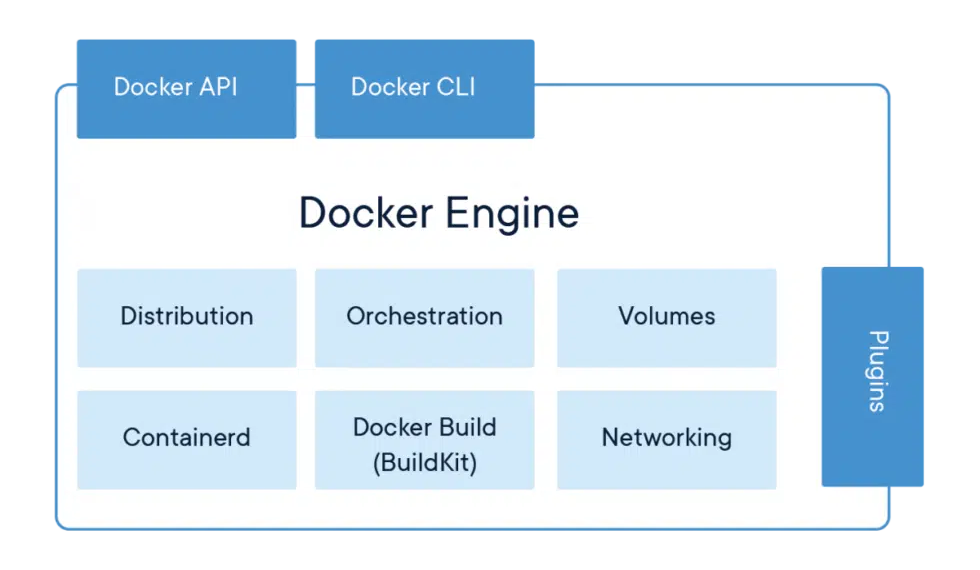 Docker API
Docker CLI
Docker Engine
Distribution
Orchestration
Volumes
Plugins
Containerd
Docker Build
(BuildKit)
Networking